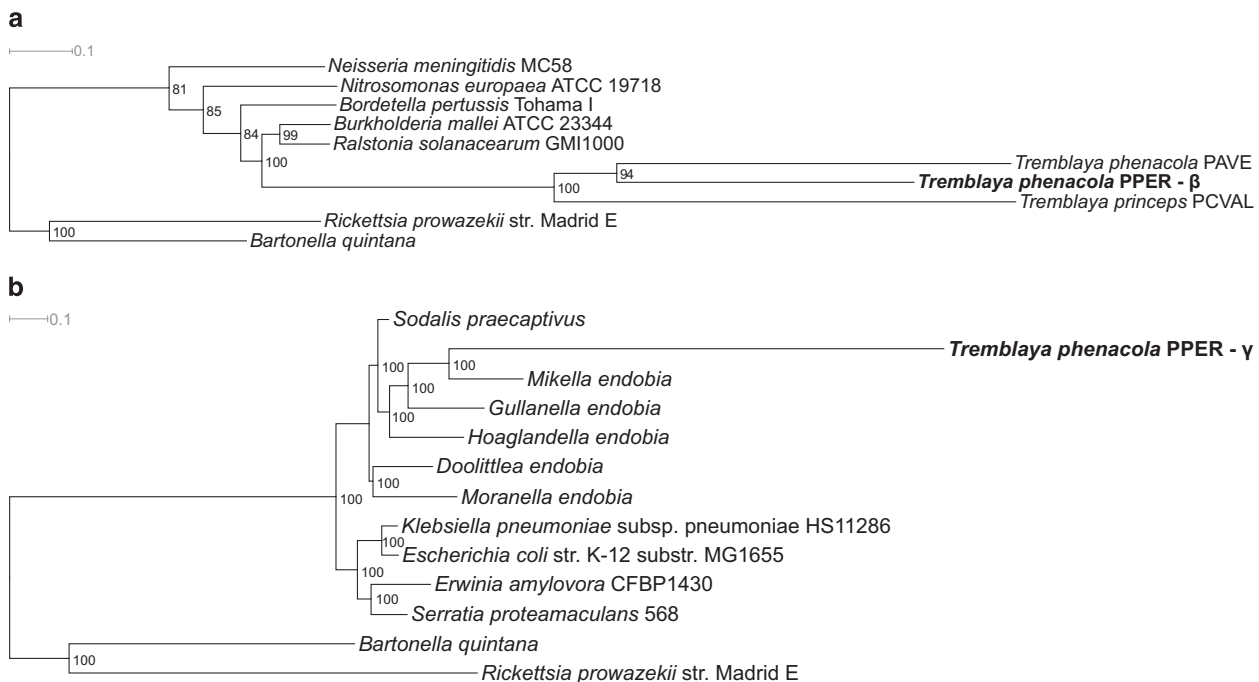 a
0.1
Neisseria meningitidis MC58
81
Nitrosomonas europaea ATCC 19718
85
Bordetella pertussis Tohama I
84
Burkholderia mallei ATCC 23344
99
Ralstonia solanacearum GMI1000
100
Tremblaya phenacola PAVE
94
Tremblaya phenacola PPER - β
100
Tremblaya princeps PCVAL
Rickettsia prowazekii str. Madrid E
100
Bartonella quintana
b
0.1
Sodalis praecaptivus
Tremblaya phenacola PPER - γ
100
100
Mikella endobia
100
Gullanella endobia
100
Hoaglandella endobia
Doolittlea endobia
100
Moranella endobia
100
Klebsiella pneumoniae subsp. pneumoniae HS11286
100
Escherichia coli str. K-12 substr. MG1655
100
Erwinia amylovora CFBP1430
100
Serratia proteamaculans 568
Bartonella quintana
100
Rickettsia prowazekii str. Madrid E